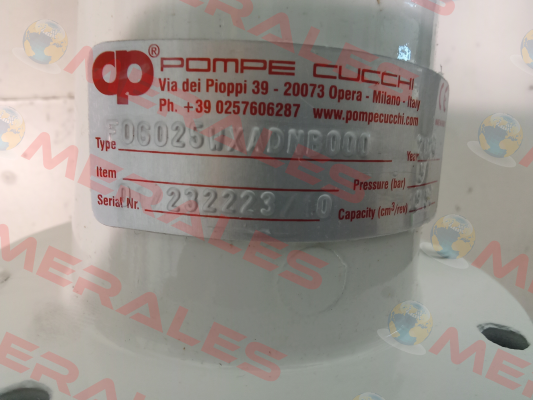 POMPE CUCCHI
Via dei Pioppi 39 - 20073 Opera - Milano - Italy
Ph. +39 0257606287 www.pompecucchi.com
Type
Year
Item
Pressure (bar)
Serial Nr. 232223/
Capacity (cm³/rev)
MERALES